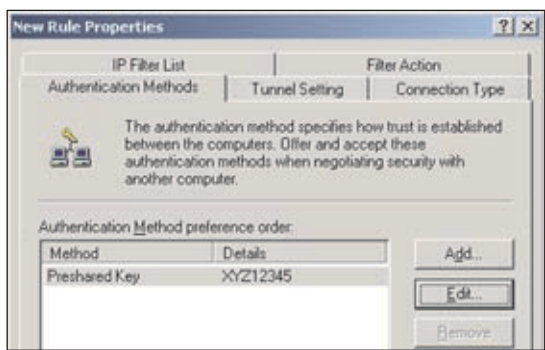 New Rule Properties
IP Filter List
Filter Action
Authentication Methods
Tunnel Setting
Connection Type
The authentication method specifies how trust is established
between the computers. Offer and accept these
authentication methods when negotiating security with
another computer.
Authentication Method preference order:
Method Details
Preshared Key XYZ12345
Add...
Edit...
Remove